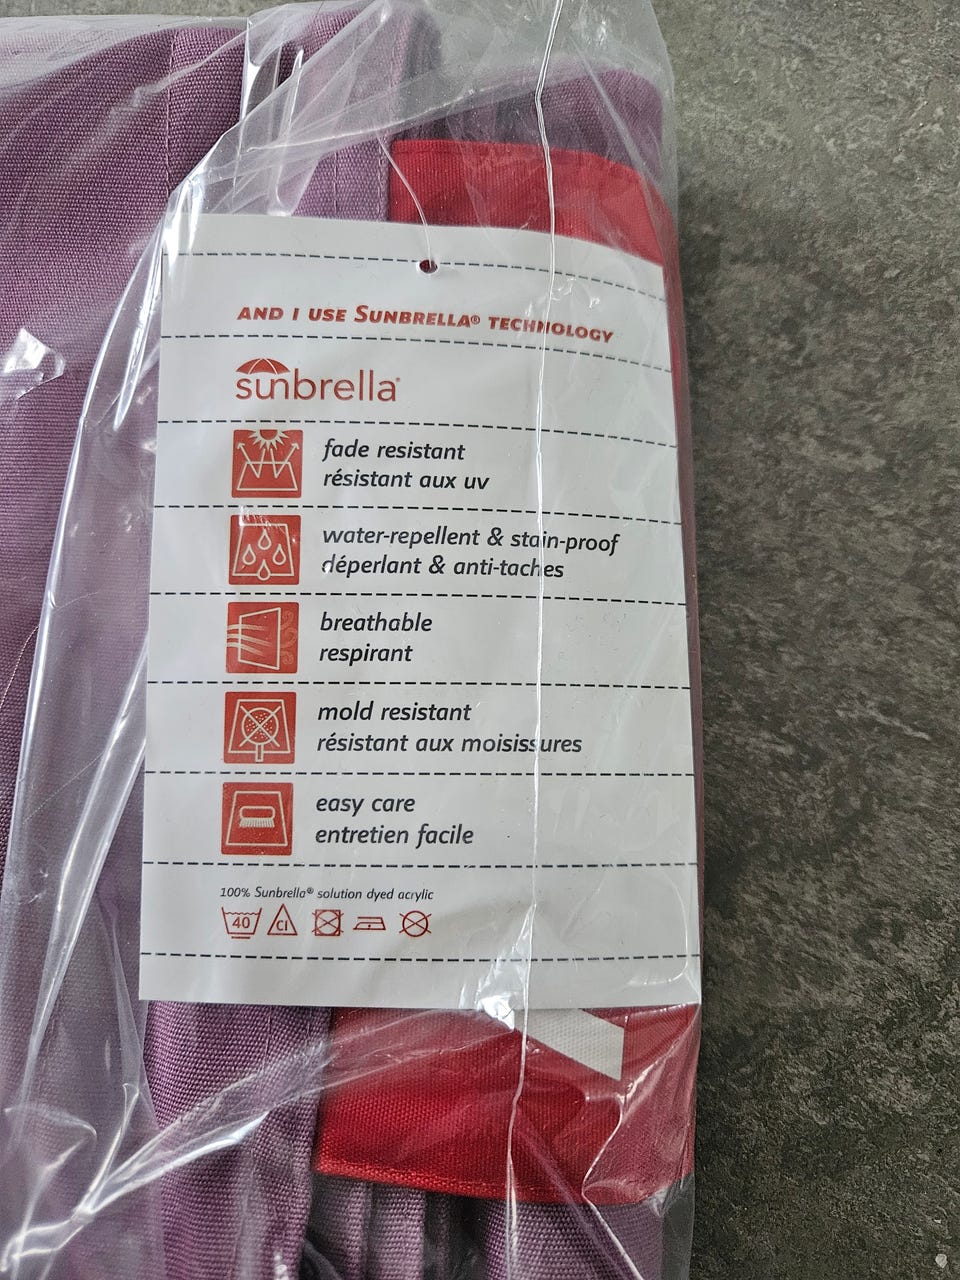 AND I USE SUNBRELLA® TECHNOLOGY
sunbrella®
fade resistant
résistant aux uv
water-repellent & stain-proof
déperlant & anti-taches
breathable
respirant
mold resistant
résistant aux moisissures
easy care
entretien facile
100% Sunbrella® solution dyed acrylic
40 Cl